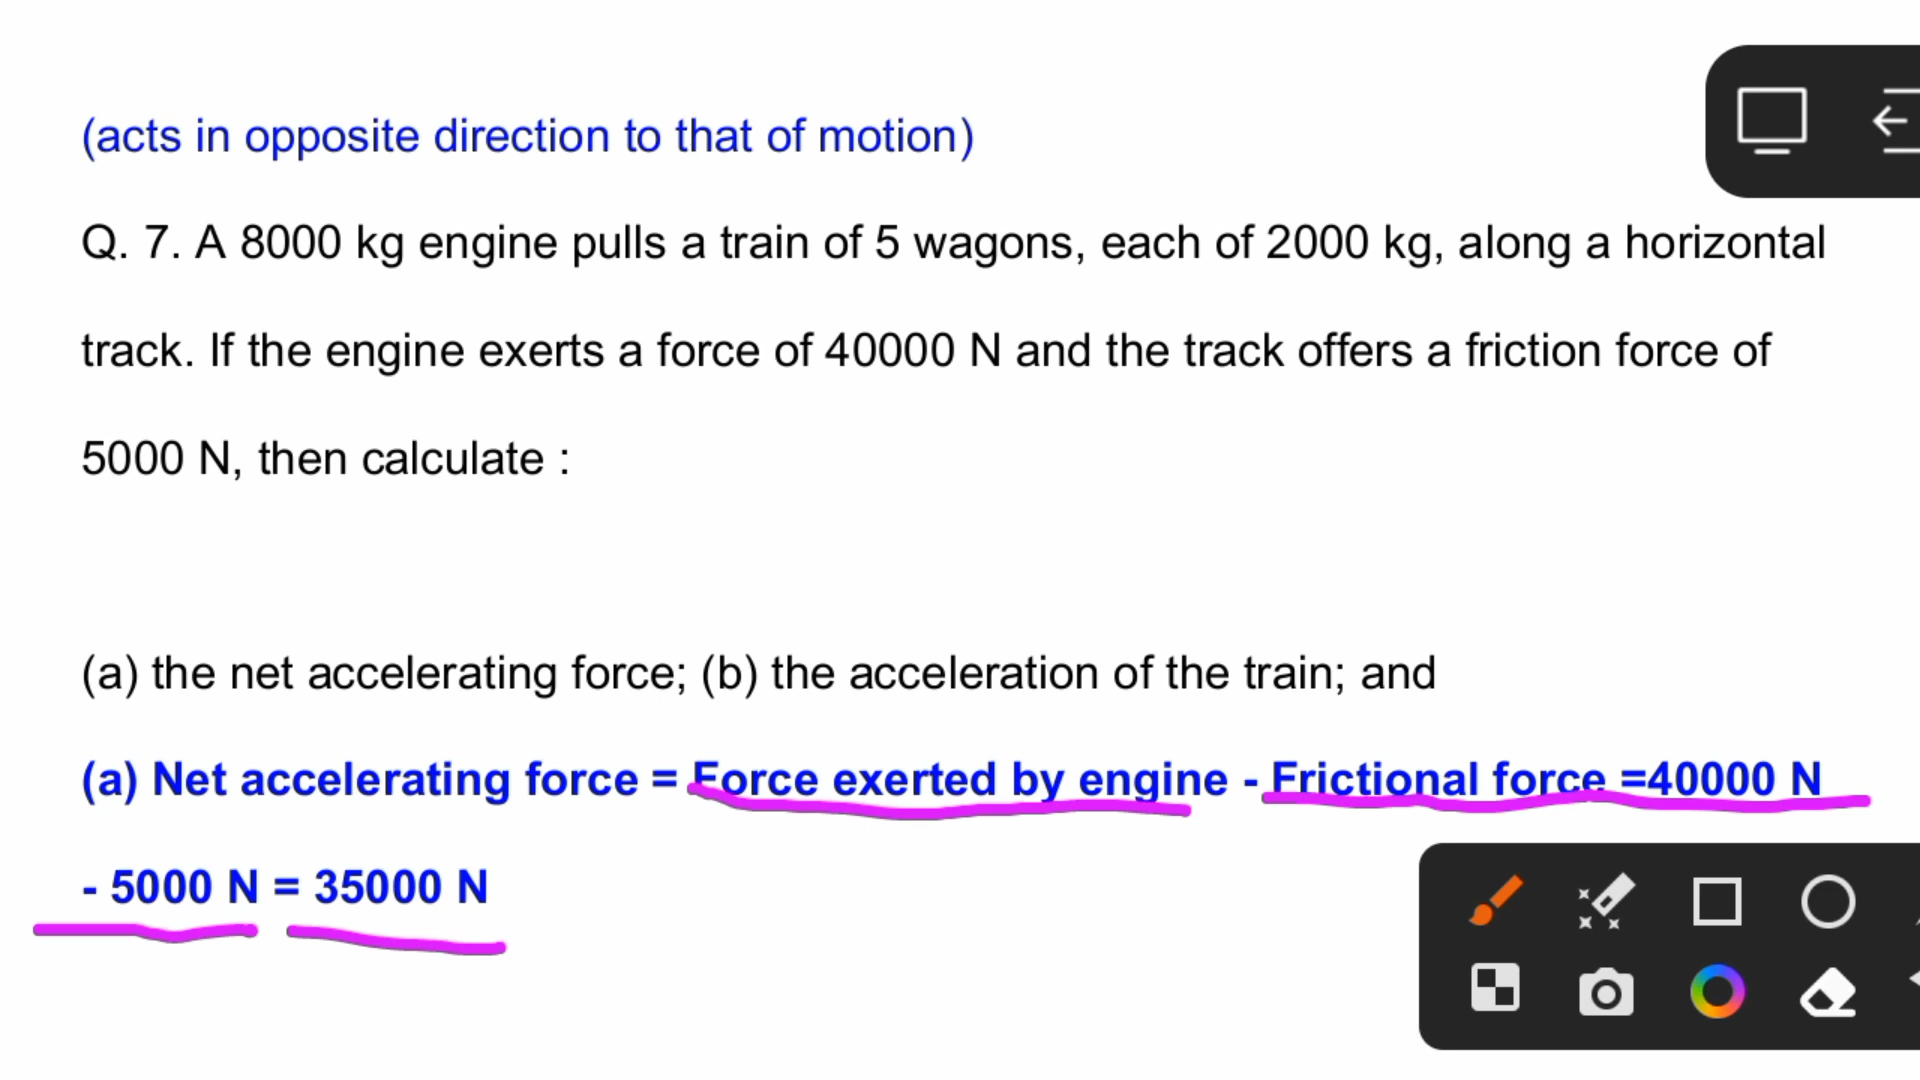 (acts in opposite direction to that of motion)
Q. 7. A 8000 kg engine pulls a train of 5 wagons, each of 2000 kg, along a horizontal
track. If the engine exerts a force of 40000 N and the track offers a friction force of
5000 N, then calculate :
(a) the net accelerating force; (b) the acceleration of the train; and
(a) Net accelerating force = Force exerted by engine - Frictional force =40000 N
- 5000 N = 35000 N